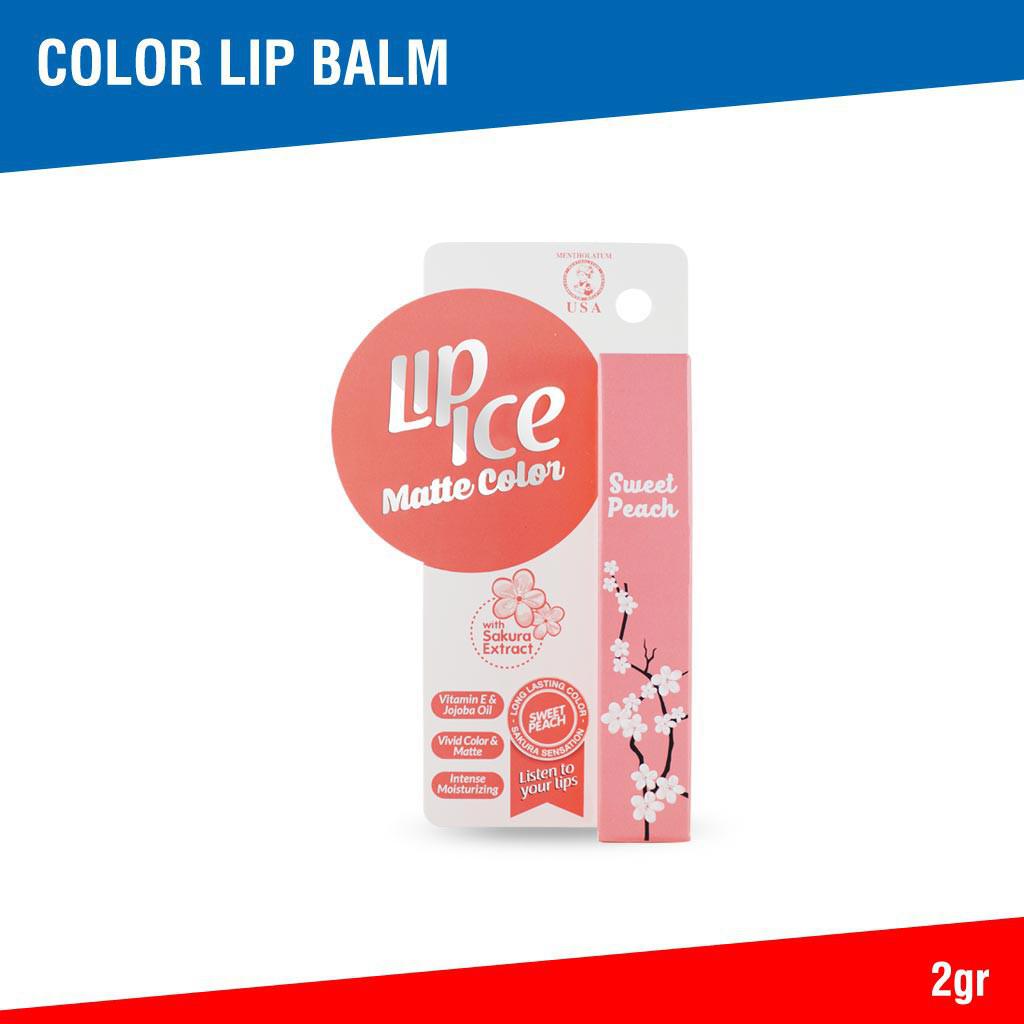 COLOR LIP BALM
MENTHOLATUM
USA
LIP
ICE
Matte Color
Sweet
Peach
with
Sakura
Extract
Vitamin E &
Jojoba Oil
Vivid Color &
Matte
Intense
Moisturizing
LONG LASTING COLOR
SWEET
PEACH
SAKURA SENSATION
Listen to
your lips
2gr